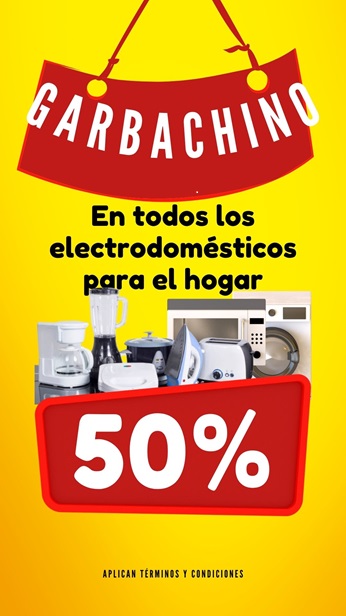 GARBACHINO
En todos los
electrodomésticos
para el hogar
50%
APLICAN TÉRMINOS Y CONDICIONES